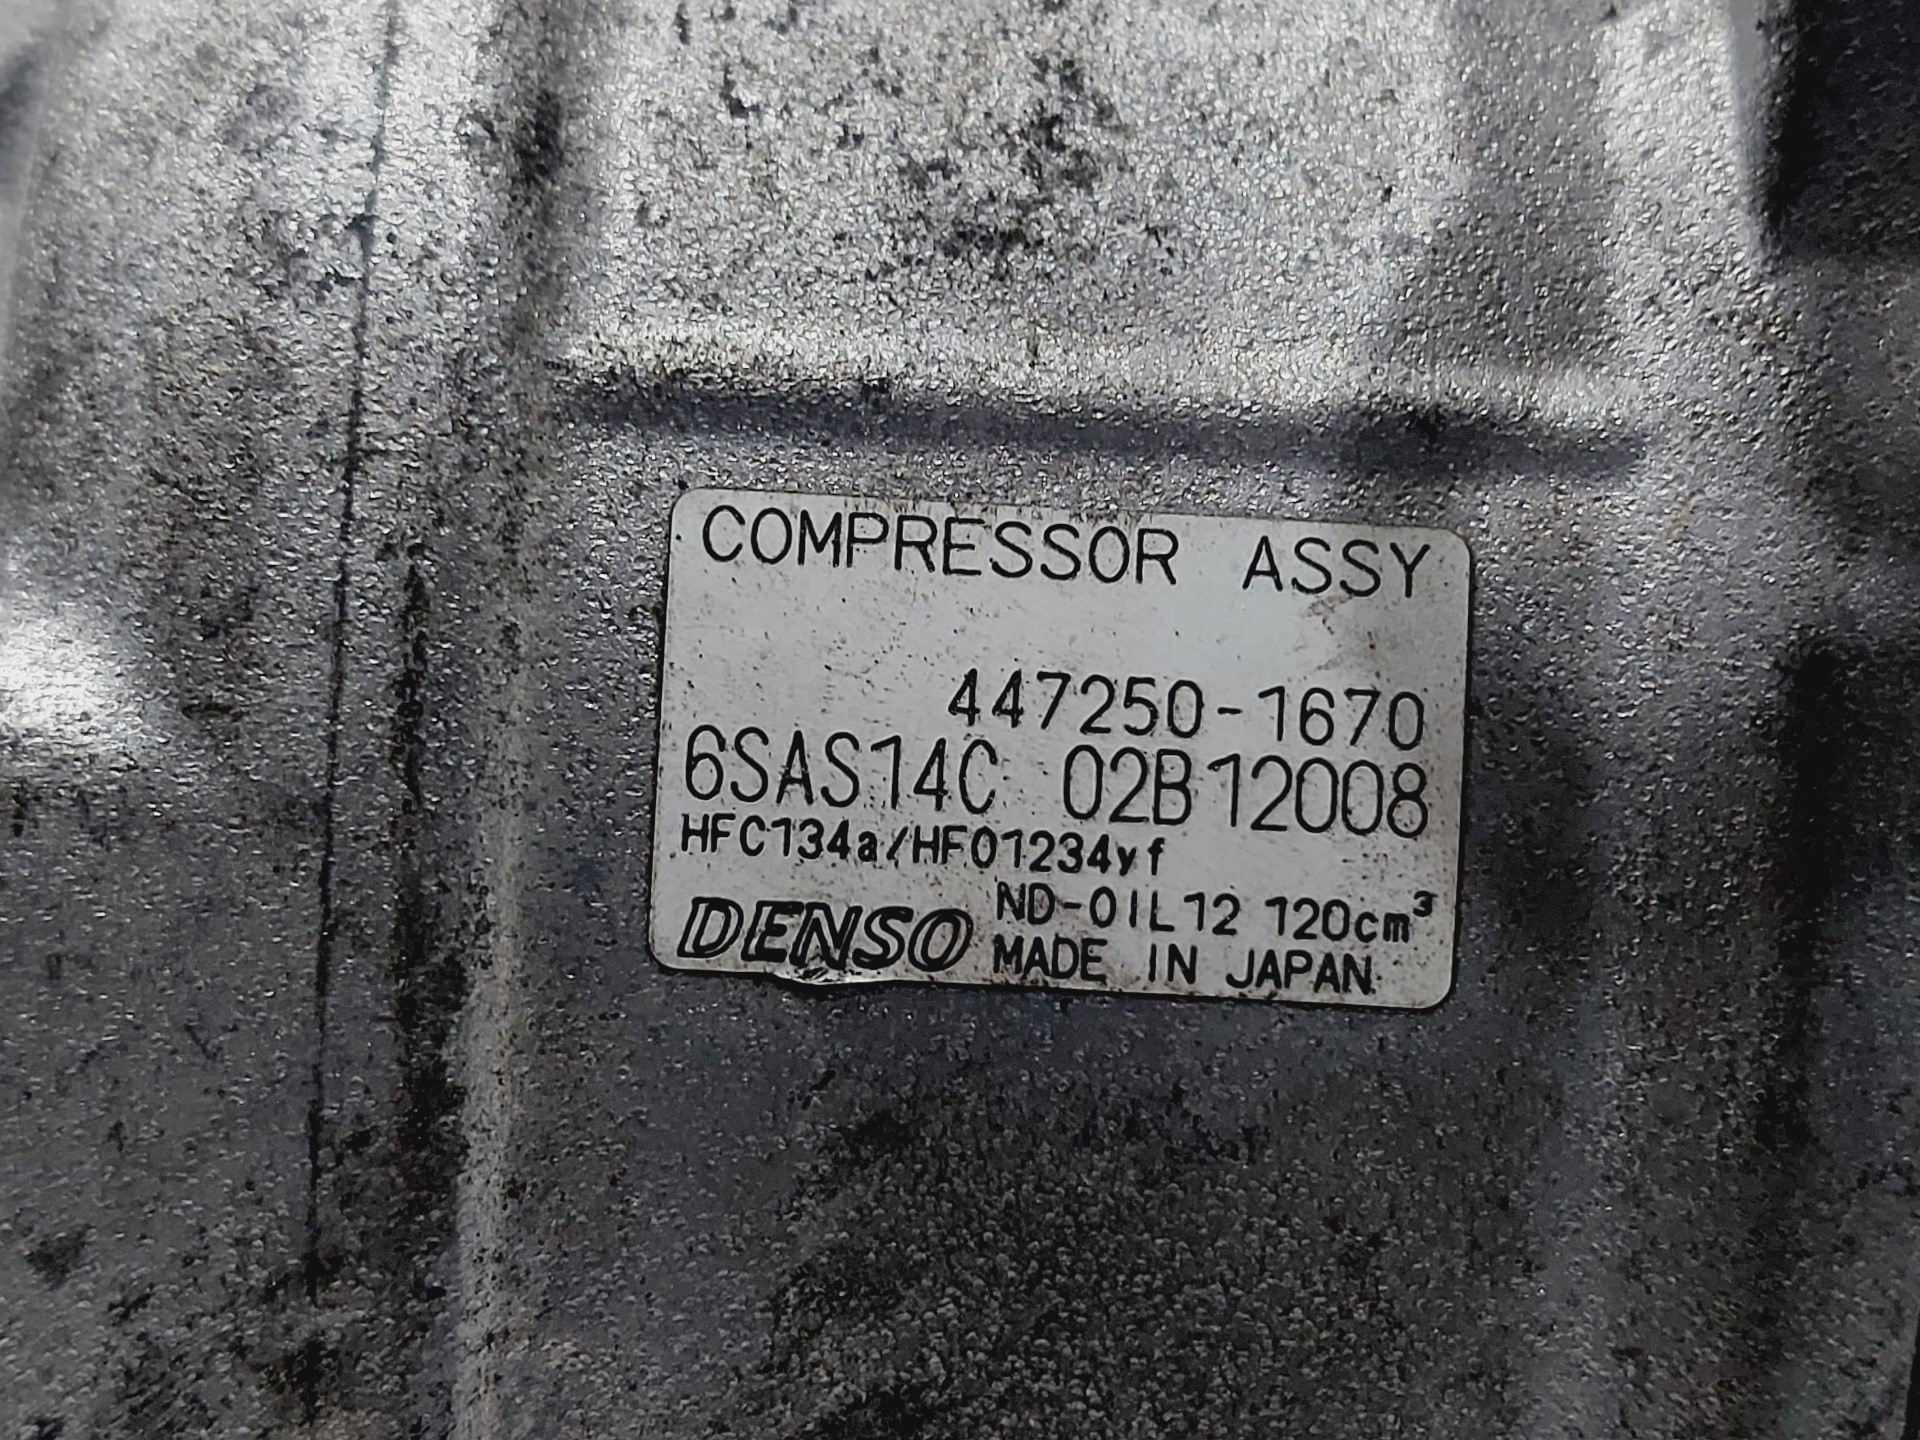 COMPRESSOR ASSY
447250-1670
6SAS14C 02B12008
HFC134a/HFO1234yf
ND-OIL12 120cm³
DENSO MADE IN JAPAN